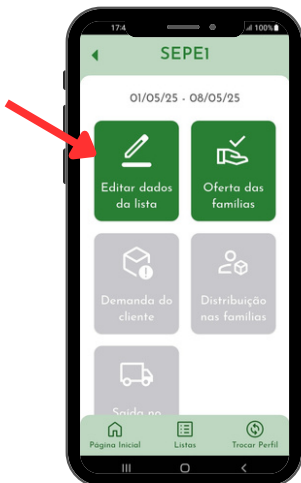 17:4
100%
SEPE1
01/05/25 - 08/05/25
Editar dados
da lista
Oferta das
famílias
Demanda do
cliente
Distribuição
nas famílias
Saída no
Página Inicial
Listas
Trocar Perfil